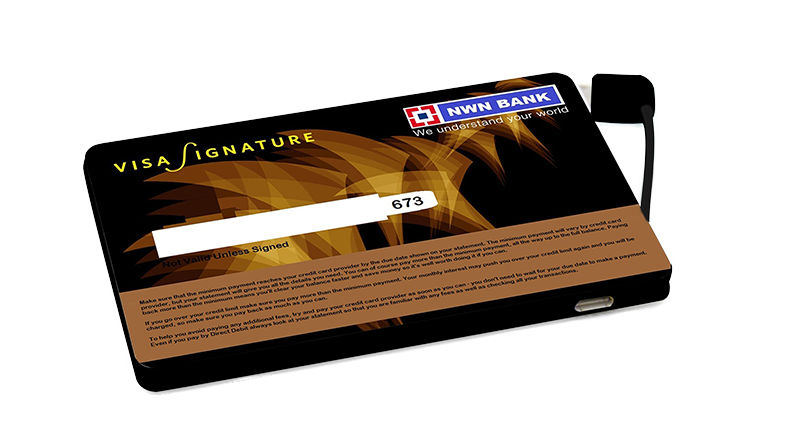 NWN BANK
We understand your world
VISA SIGNATURE
673
Not Valid Unless Signed
Make sure that the minimum payment reaches your credit card provider by the due date shown on your statement. The minimum payment will vary by credit card
provider, but your statement will give you all the details you need. You can of course pay more than the minimum payment, all the way up to the full balance. Paying
back more than the minimum means you'll clear your balance faster and save money so it's well worth doing it if you can.
If you go over your credit limit make sure you pay more than the minimum payment. Your monthly interest may push you over your credit limit again and you will be
charged, so make sure you pay back as much as you can.
To help you avoid paying any additional fees, try and pay your credit card provider as soon as you can - you don't need to wait for your due date to make a payment.
Even if you pay by Direct Debit always look at your statement so that you are familiar with any fees as well as checking all your transactions.